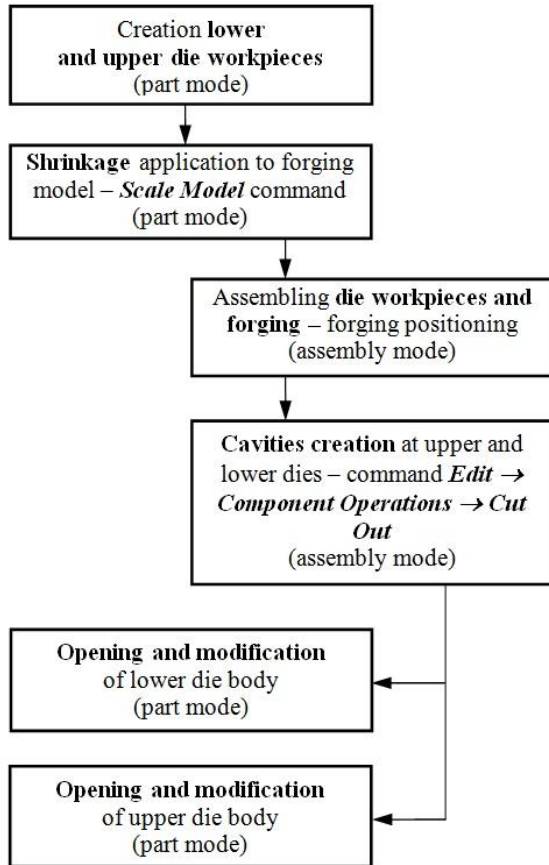 Creation lower
and upper die workpieces
(part mode)
Shrinkage application to forging
model – Scale Model command
(part mode)
Assembling die workpieces and
forging – forging positioning
(assembly mode)
Cavities creation at upper and
lower dies – command Edit →
Component Operations → Cut
Out
(assembly mode)
Opening and modification
of lower die body
(part mode)
Opening and modification
of upper die body
(part mode)